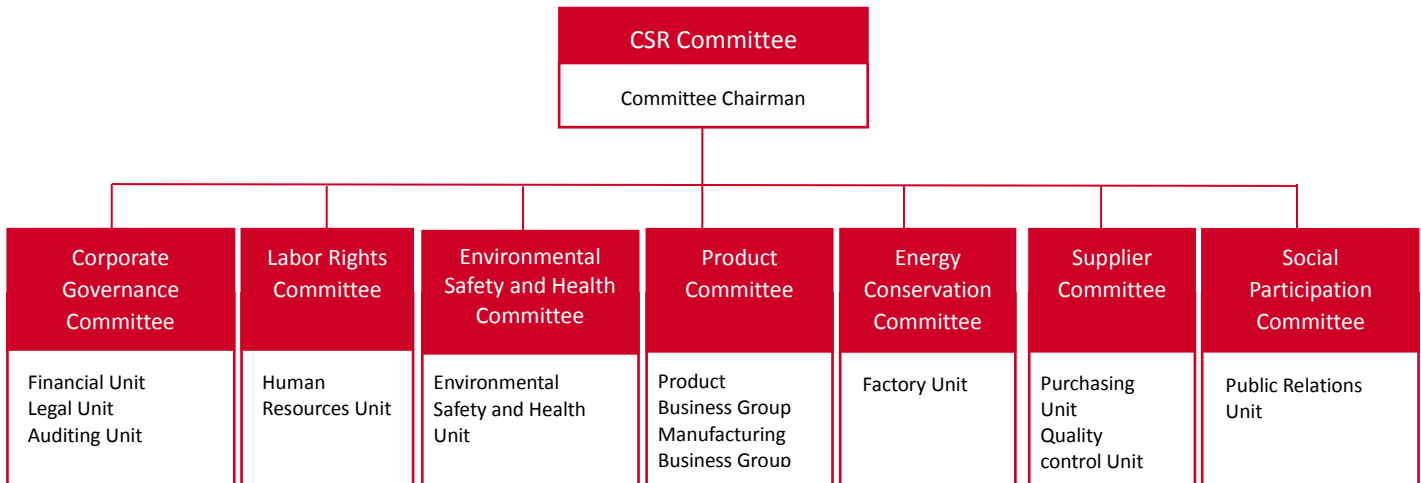 CSR Committee
Committee Chairman
Corporate
Governance
Committee
Financial Unit
Legal Unit
Auditing Unit
Labor Rights
Committee
Human
Resources Unit
Environmental
Safety and Health
Committee
Environmental
Safety and Health
Unit
Product
Committee
Product
Business Group
Manufacturing
Business Group
Energy
Conservation
Committee
Factory Unit
Supplier
Committee
Purchasing
Unit
Quality
control Unit
Social
Participation
Committee
Public Relations
Unit